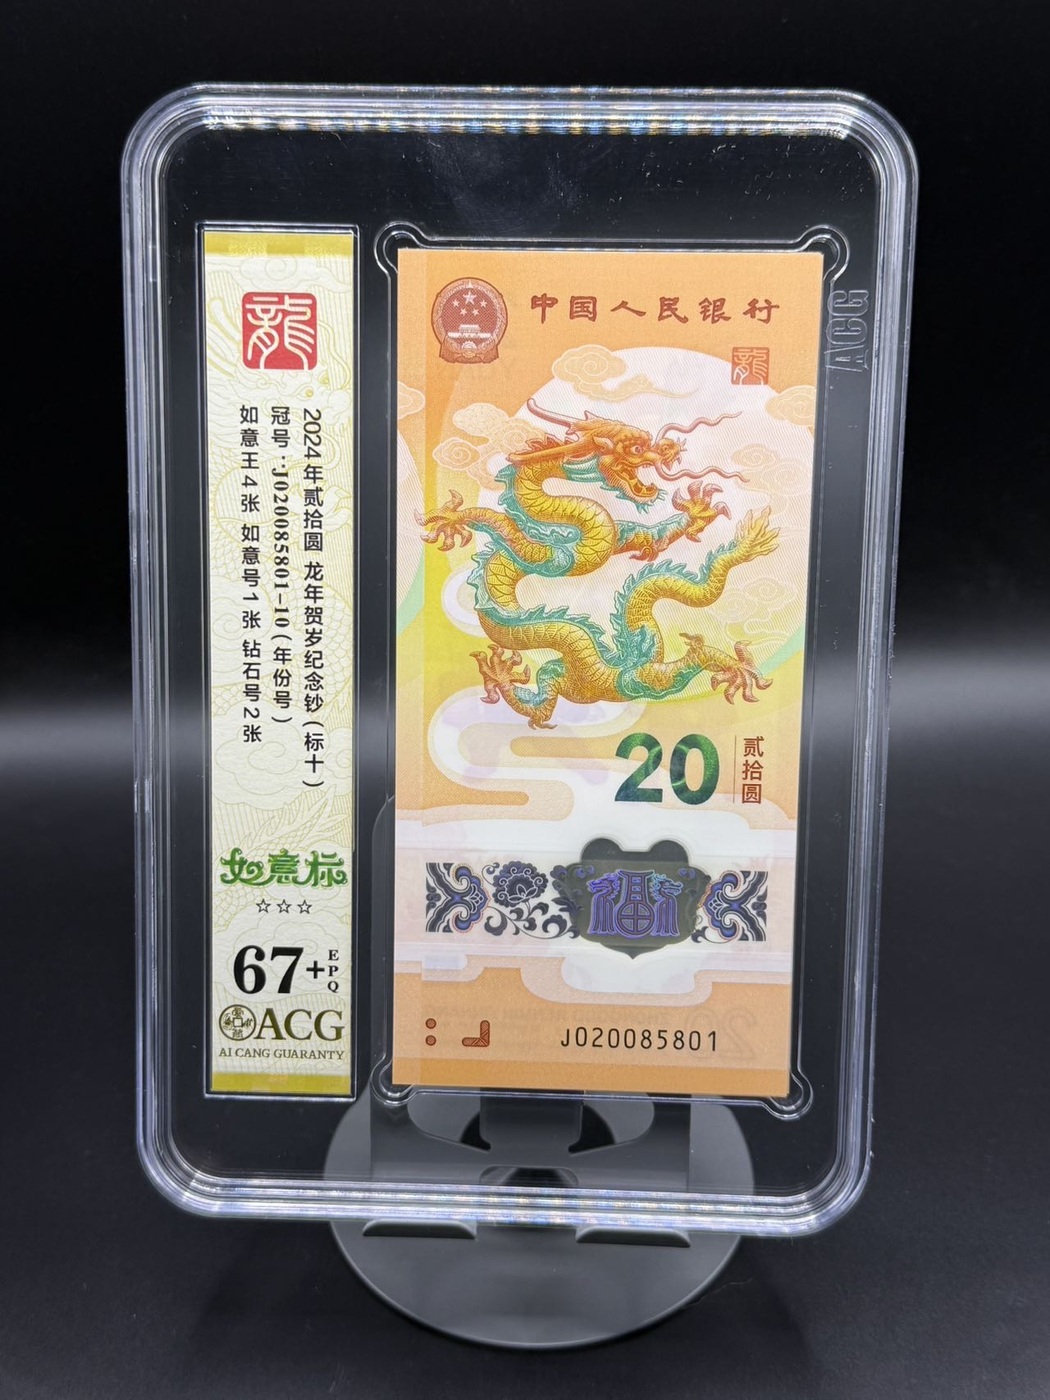 龍
2024年贰拾圆 龙年贺岁纪念钞(标十)
冠号:J020085801-10(年份号)
如意王4张 如意号1张 钻石号2张
如意标
☆☆☆
67+
EPQ
ACG
AI CANG GUARANTY
中国人民银行
龍
20
贰拾圆
福
J020085801
ACG